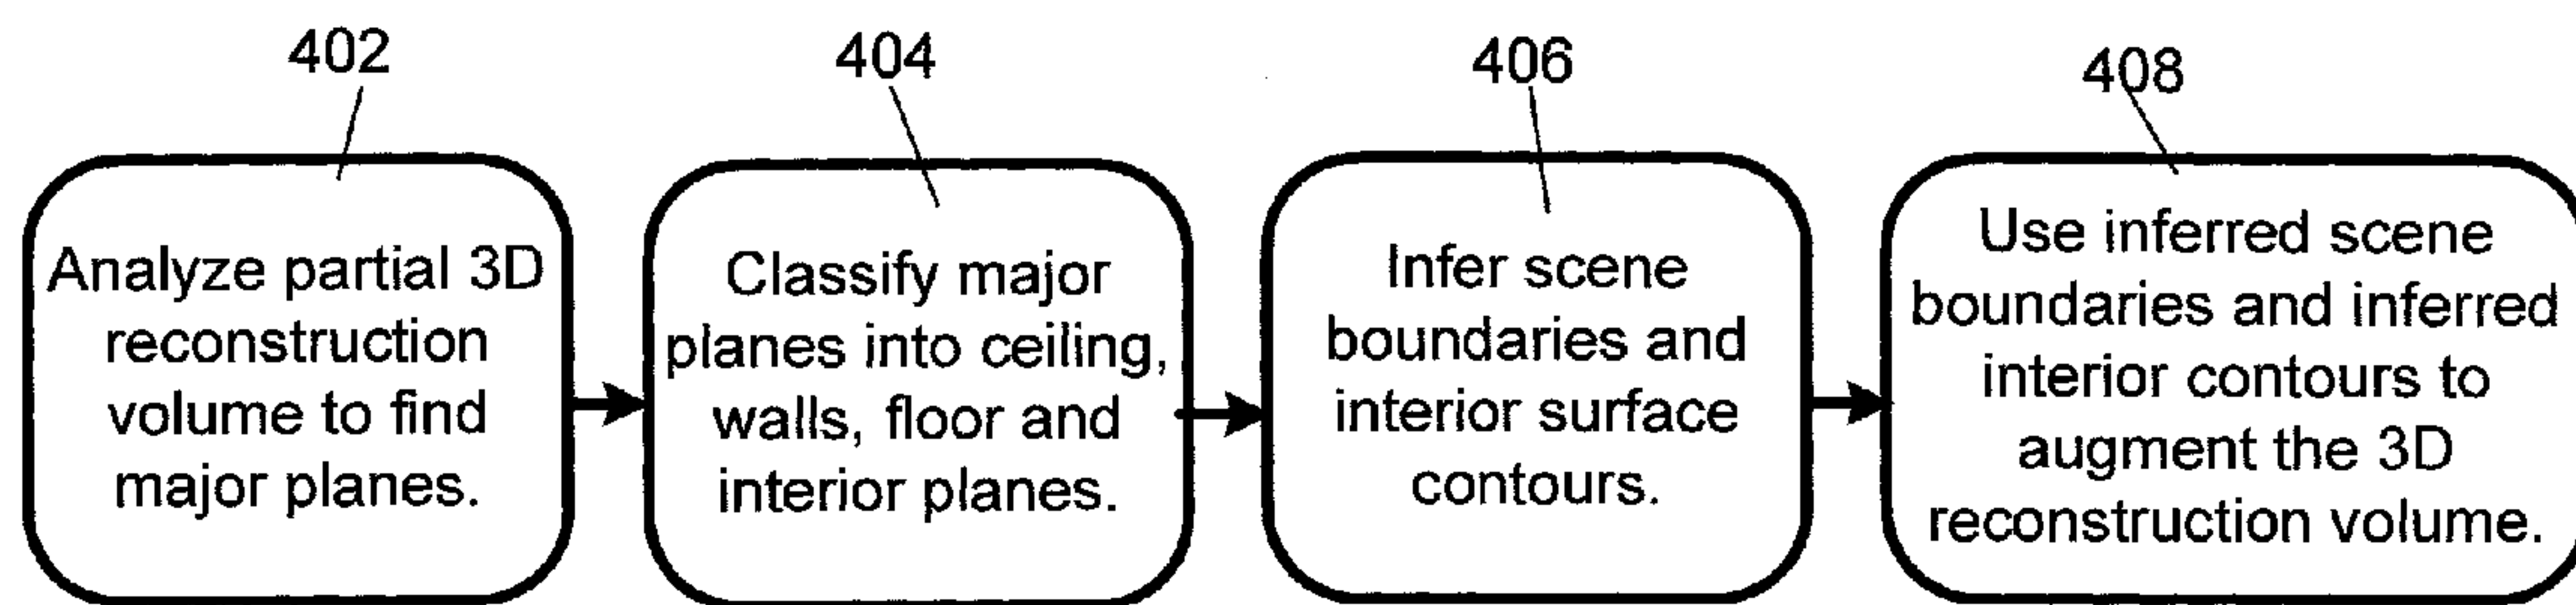 402
404
406
408
Analyze partial 3D
reconstruction
volume to find
major planes.
Classify major
planes into ceiling,
walls, floor and
interior planes.
Infer scene
boundaries and
interior surface
contours.
Use inferred scene
boundaries and inferred
interior contours to
augment the 3D
reconstruction volume.